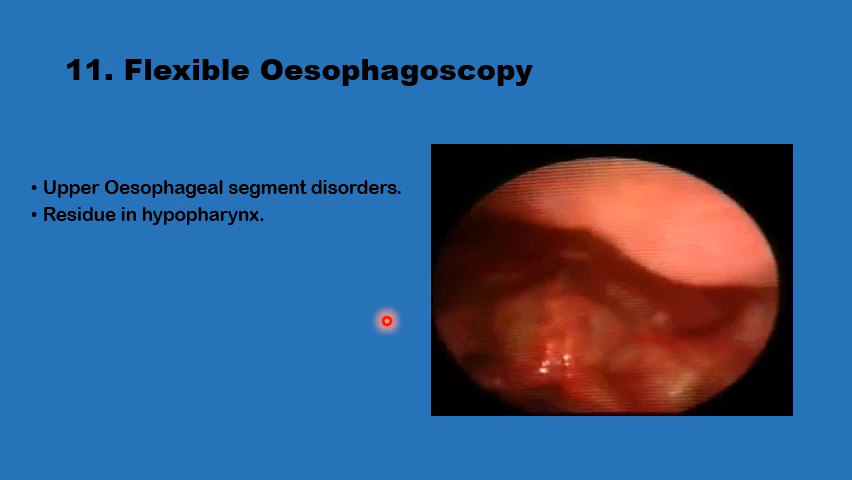 11. Flexible Oesophagoscopy
• Upper Oesophageal segment disorders.
• Residue in hypopharynx.